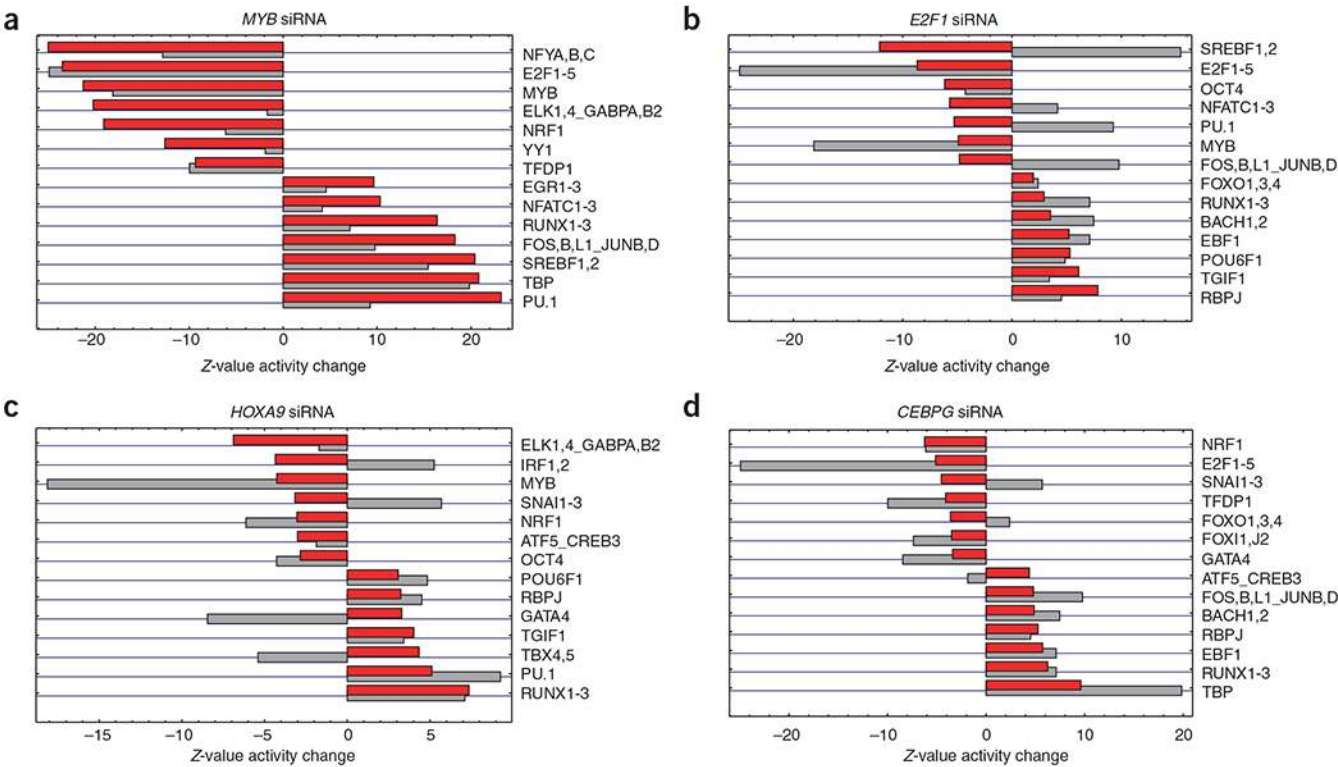 a
MYB siRNA
NFYA,B,C
E2F1-5
MYB
ELK1,4_GABPA,B2
NRF1
YY1
TFDP1
EGR1-3
NFATC1-3
RUNX1-3
FOS,B,L1_JUNB,D
SREBF1,2
TBP
PU.1
–20 –10 0 10 20
Z-value activity change
b
E2F1 siRNA
SREBF1,2
E2F1-5
OCT4
NFATC1-3
PU.1
MYB
FOS,B,L1_JUNB,D
FOXO1,3,4
RUNX1-3
BACH1,2
EBF1
POU6F1
TGIF1
RBPJ
–20 –10 0 10
Z-value activity change
c
HOXA9 siRNA
ELK1,4_GABPA,B2
IRF1,2
MYB
SNAI1-3
NRF1
ATF5_CREB3
OCT4
POU6F1
RBPJ
GATA4
TGIF1
TBX4,5
PU.1
RUNX1-3
–15 –10 –5 0 5
Z-value activity change
d
CEBPG siRNA
NRF1
E2F1-5
SNAI1-3
TFDP1
FOXO1,3,4
FOXI1,J2
GATA4
ATF5_CREB3
FOS,B,L1_JUNB,D
BACH1,2
RBPJ
EBF1
RUNX1-3
TBP
–20 –10 0 10 20
Z-value activity change